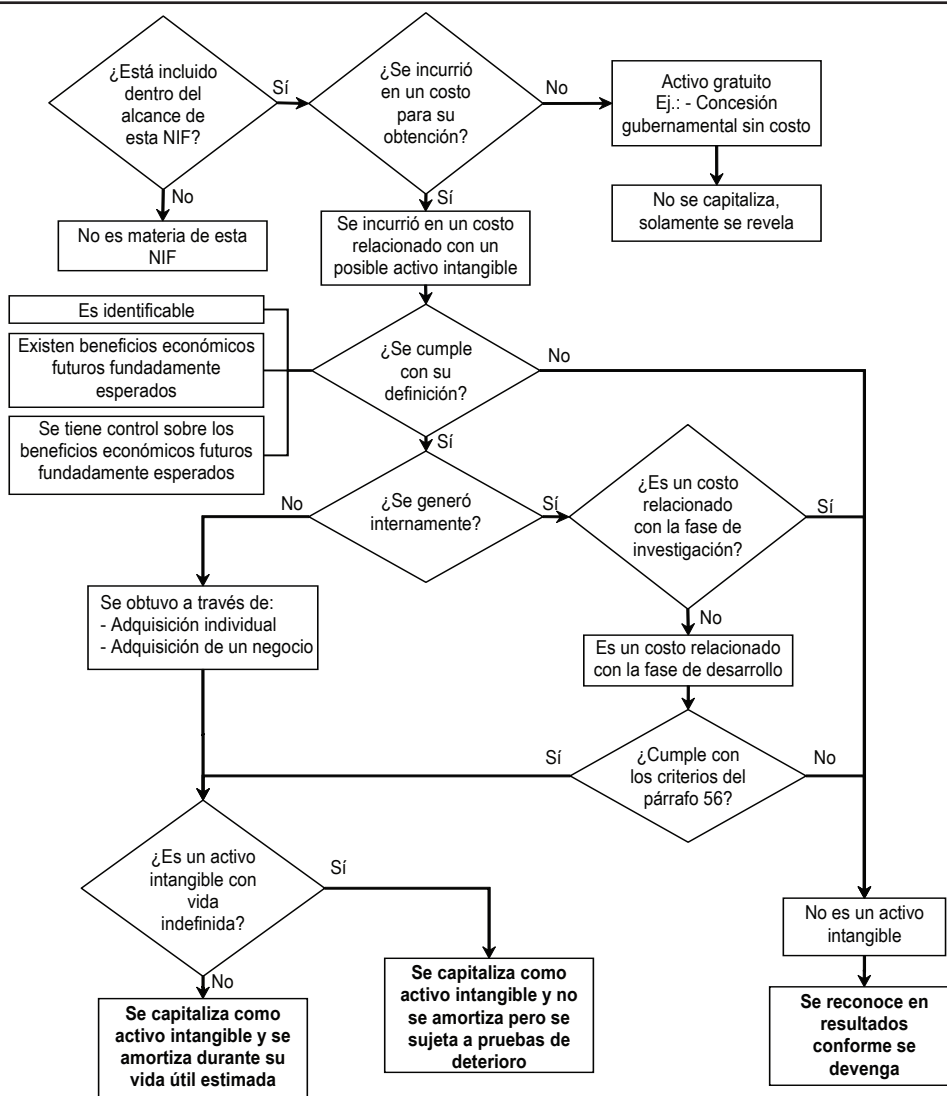 ¿Está incluido
dentro del
alcance de
esta NIF?
Sí
¿Se incurrió
en un costo
para su
obtención?
No
Activo gratuito
Ej.: - Concesión
gubernamental sin costo
No
Sí
No se capitaliza,
solamente se revela
No es materia de esta
NIF
Se incurrió en un costo
relacionado con un
posible activo intangible
Es identificable
Existen beneficios económicos
futuros fundamente
esperados
Se tiene control sobre los
beneficios económicos futuros
fundadamente esperados
¿Se cumple
con su
definición?
No
Sí
¿Se generó
internamente?
No
Sí
¿Es un costo
relacionado
con la fase de
investigación?
Sí
No
Se obtuvo a través de:
- Adquisición individual
- Adquisición de un negocio
Es un costo relacionado
con la fase de desarrollo
¿Cumple con
los criterios del
párrafo 56?
Sí
No
¿Es un activo
intangible con
vida
indefinida?
Sí
No
No es un activo
intangible
Se capitaliza como
activo intangible y se
amortiza durante su
vida útil estimada
Se capitaliza como
activo intangible y no
se amortiza pero se
sujeta a pruebas de
deterioro
Se reconoce en
resultados
conforme se
devenga